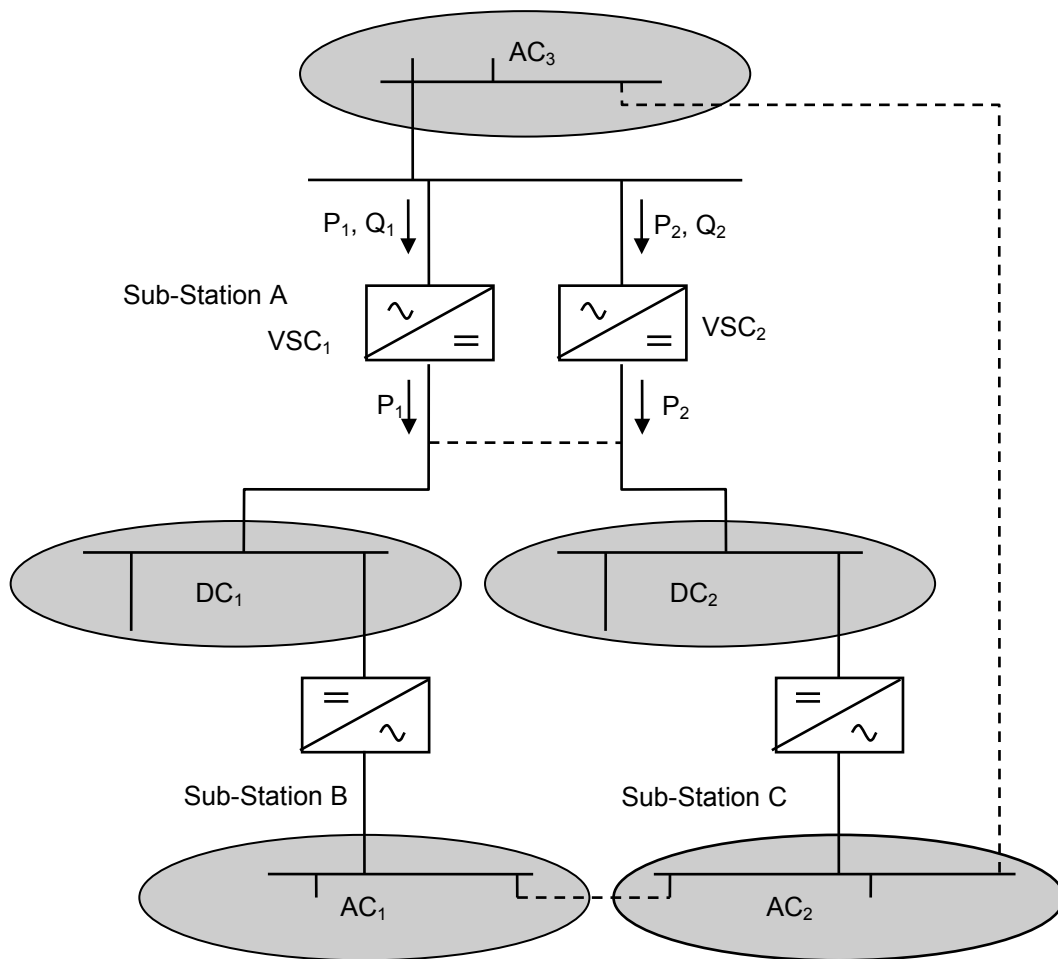 AC₃
P₁, Q₁
P₂, Q₂
Sub-Station A
VSC₁
VSC₂
P₁
P₂
DC₁
DC₂
Sub-Station B
Sub-Station C
AC₁
AC₂